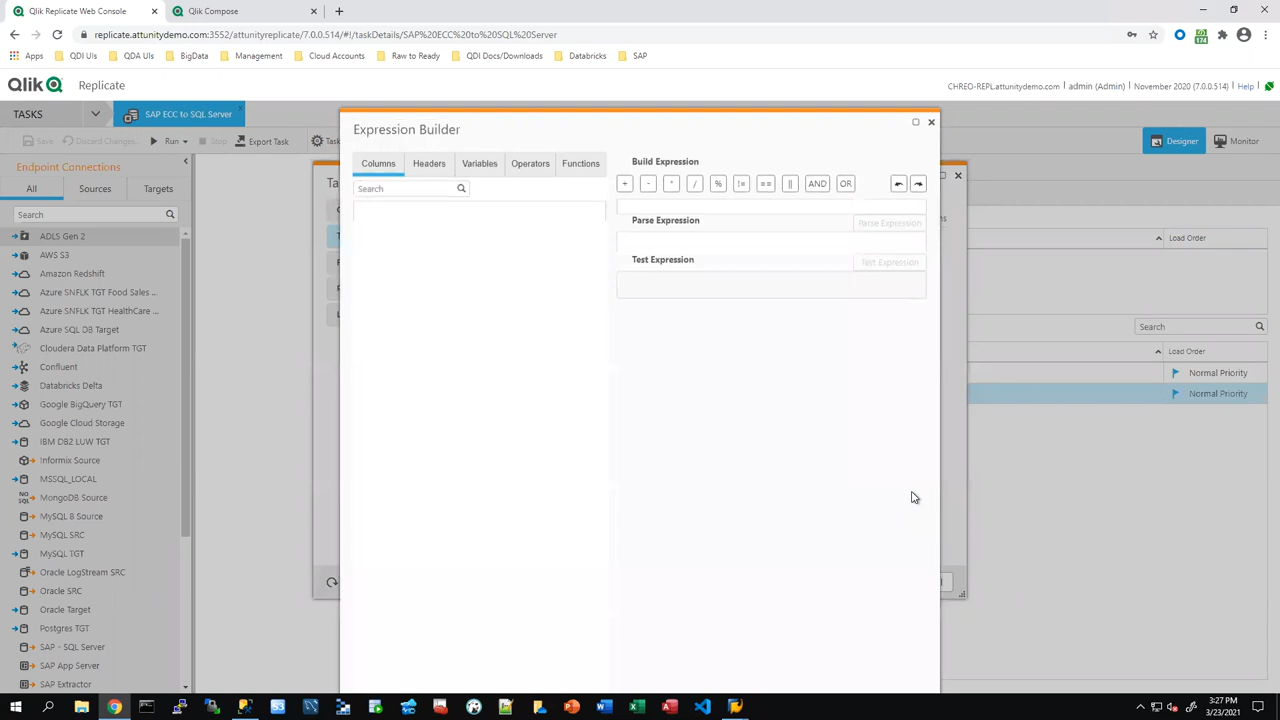 Qlik Replicate Web Console
Qlik Compose
replicate.attunitydemo.com:3552/attunityreplicate/7.0.0.514/#!/taskDetails/SAP%20ECC%20to%20SQL%20Server
Apps
QDI UIs
QDA UIs
BigData
Management
Cloud Accounts
Raw to Ready
QDI Docs/Downloads
Databricks
SAP
Qlik
Replicate
CHREO-REPL.attunitydemo.com
admin (Admin)
November 2020 (7.0.0.514)
Help
TASKS
SAP ECC to SQL Server
Save
Discard Changes...
Run
Stop
Export Task
Designer
Monitor
Endpoint Connections
All
Sources
Targets
Search
ADLS Gen 2
AWS S3
Amazon Redshift
Azure SNFLK TGT Food Sales ...
Azure SNFLK TGT HealthCare ...
Azure SQL DB Target
Cloudera Data Platform TGT
Confluent
Databricks Delta
Google BigQuery TGT
Google Cloud Storage
IBM DB2 LUW TGT
Informix Source
MSSQL_LOCAL
MongoDB Source
MySQL 8 Source
MySQL SRC
MySQL TGT
Oracle LogStream SRC
Oracle SRC
Oracle Target
Postgres TGT
SAP - SQL Server
SAP App Server
SAP Extractor
Expression Builder
Columns
Headers
Variables
Operators
Functions
Search
Build Expression
+ - * / % != == || AND OR
Parse Expression
Parse Expression
Test Expression
Test Expression
Load Order
Search
Load Order
Normal Priority
Normal Priority
3:27 PM
3/23/2021